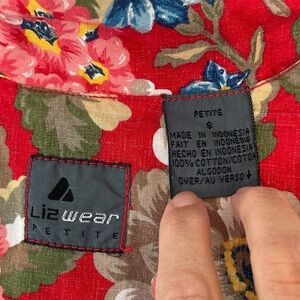 Lizwear
PETITE
PETITE
S
MADE IN INDONESIA
FAIT EN INDONESIE
HECHO EN INDONESIA
100% COTTON/COTON
ALGODON
OVER/AU VERSO ↓